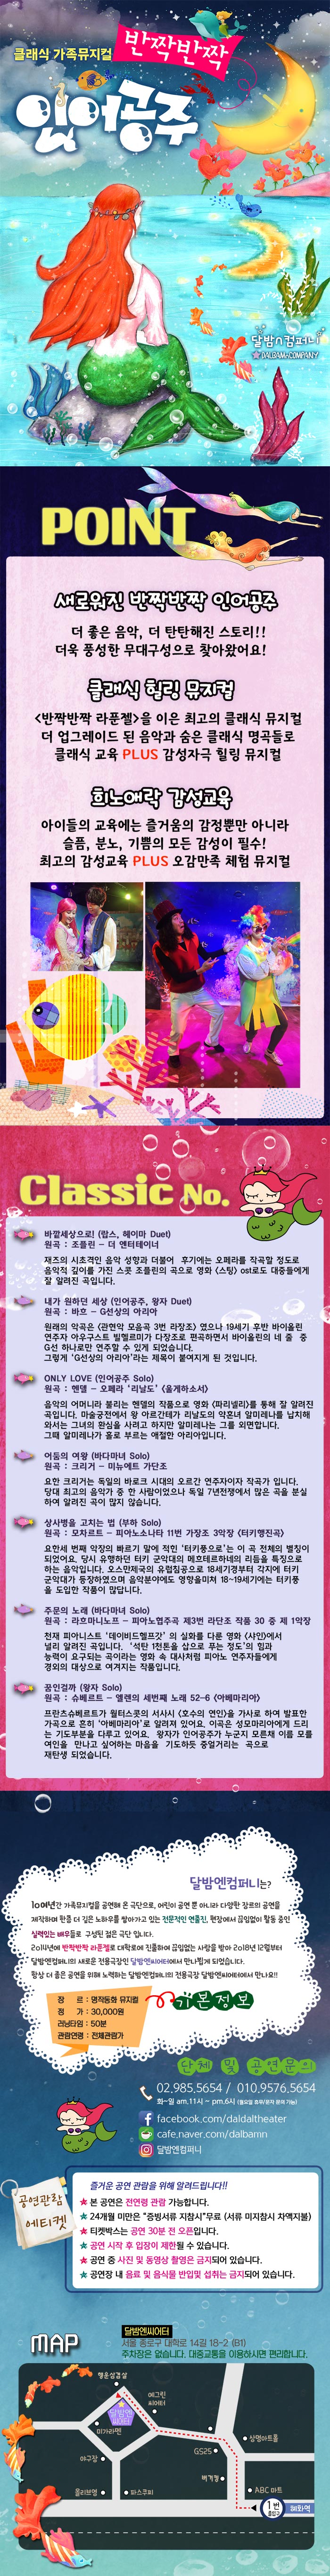 클래식 가족뮤지컬
반짝반짝
인어공주
달밤n컴퍼니
DALBAMnCOMPANY
POINT
새로워진 반짝반짝 인어공주
더 좋은 음악, 더 탄탄해진 스토리!!
더욱 풍성한 무대구성으로 찾아왔어요!
클래식 힐링 뮤지컬
<반짝반짝 라푼젤>을 이은 최고의 클래식 뮤지컬
더 업그레이드 된 음악과 숨은 클래식 명곡들로
클래식 교육 PLUS 감성자극 힐링 뮤지컬
희노애락 감성교육
아이들의 교육에는 즐거움의 감정뿐만 아니라
슬픔, 분노, 기쁨의 모든 감성이 필수!
최고의 감성교육 PLUS 오감만족 체험 뮤지컬
Classic No.
바깥세상으로! (랍스, 헤이마 Duet)
원곡 : 조플린 – 더 엔터테이너
재즈의 시초격인 음악 성향과 더불어 후기에는 오페라를 작곡할 정도로
음악적 깊이를 가진 스콧 조플린의 곡으로 영화 <스팅> ost로도 대중들에게
잘 알려진 곡입니다.
내가 원하던 세상 (인어공주, 왕자 Duet)
원곡 : 바흐 – G선상의 아리아
원래의 악곡은 <관현악 모음곡 3번 라장조> 였으나 19세기 후반 바이올린
연주자 아우구스트 빌헬르미가 다장조로 편곡하면서 바이올린의 네 줄 중
G선 하나로만 연주할 수 있게 되었습니다.
그렇게 'G선상의 아리아'라는 제목이 붙여지게 된 것입니다.
ONLY LOVE (인어공주 Solo)
원곡 : 헨델 – 오페라 '리날도' <울게하소서>
음악의 어머니라 불리는 헨델의 작품으로 영화 <파리넬리>를 통해 잘 알려진
곡입니다. 마술궁전에서 왕 아르간테가 리날도의 약혼녀 알미레나를 납치해
와서는 그녀의 환심을 사려고 하지만 알미레나는 그를 외면합니다.
그때 알미레나가 홀로 부르는 애절한 아리아입니다.
어둠의 여왕 (바다마녀 Solo)
원곡 : 크리거 – 미뉴에트 가단조
요한 크리거는 독일의 바로크 시대의 오르간 연주자이자 작곡가 입니다.
당대 최고의 음악가 중 한 사람이었으나 독일 7년전쟁에서 많은 곡을 분실
하여 알려진 곡이 많지 않습니다.
상사병을 고치는 법 (부하 Solo)
원곡 : 모차르트 – 피아노소나타 11번 가장조 3악장 <터키행진곡>
요한세 번째 악장의 빠르기 말에 적인 '터키풍으로'는 이 곡 전체의 별칭이
되었어요. 당시 유행하던 터키 군악대의 메흐테르하네의 리듬을 특징으로
하는 음악입니다. 오스만제국의 유럽침공으로 18세기경부터 각지에 터키
군악대가 등장하였으며 음악분야에도 영향을미쳐 18~19세기에는 터키풍
을 도입한 작품이 많습니다.
주문의 노래 (바다마녀 Solo)
원곡 : 라흐마니노프 – 피아노협주곡 제3번 라단조 작품 30 중 제 1악장
천재 피아니스트 '데이비드헬프갓' 의 실화를 다룬 영화 <샤인>에서
널리 알려진 곡입니다. '석탄 1천톤을 삽으로 푸는 정도'의 힘과
능력이 요구되는 곡이라는 영화 속 대사처럼 피아노 연주자들에게
경외의 대상으로 여겨지는 작품입니다.
꿈인걸까 (왕자 Solo)
원곡 : 슈베르트 – 엘렌의 세번째 노래 52-6 <아베마리아>
프란츠슈베르트가 월터스콧의 서사시 <호수의 연인>을 가사로 하여 발표한
가곡으로 흔히 '아베마리아'로 알려져 있어요. 이곡은 성모마리아에게 드리
는 기도부분을 다루고 있어요. 왕자가 인어공주가 누군지 모른채 이름 모를
여인을 만나고 싶어하는 마음을 기도하듯 중얼거리는 곡으로
재탄생 되었습니다.
달밤엔컴퍼니는?
10여년간 가족뮤지컬을 공연해 온 극단으로, 어린이 공연 뿐 아니라 다양한 장르의 공연을
제작하며 한층 더 깊은 노하우를 쌓아가고 있는 전문적인 연출진, 현장에서 끊임없이 활동 중인
실력있는 배우들로 구성된 젊은 극단 입니다.
2014년에 반짝반짝 라푼젤로 대학로에 진출하여 끊임없는 사랑을 받아 2018년 12월부터
달밤엔컴퍼니의 새로운 전용극장인 달밤엔씨어터에서 만나뵙게 되었습니다.
항상 더 좋은 공연을 위해 노력하는 달밤엔컴퍼니의 전용극장 달밤엔씨어터에서 만나요!!
기본정보
장 르 : 명작동화 뮤지컬
정 가 : 30,000원
러닝타임 : 50분
관람연령 : 전체관람가
단체 및 공연문의
02.985.5654 / 010.9576.5654
화~일 am.11시 ~ pm.6시 (월요일 휴무/문자 문의 가능)
facebook.com/daldaltheater
cafe.naver.com/dalbamn
달밤엔컴퍼니
공연관람
에티켓
즐거운 공연 관람을 위해 알려드립니다!!
본 공연은 전연령 관람 가능합니다.
24개월 미만은 "증빙서류 지참시"무료 (서류 미지참시 차액지불)
티켓박스는 공연 30분 전 오픈입니다.
공연 시작 후 입장이 제한될 수 있습니다.
공연 중 사진 및 동영상 촬영은 금지되어 있습니다.
공연장 내 음료 및 음식물 반입및 섭취는 금지되어 있습니다.
MAP
달밤엔씨어터
서울 종로구 대학로 14길 18-2 (B1)
주차장은 없습니다. 대중교통을 이용하시면 편리합니다.
행운삼겹살
달밤엔
씨어터
예그린
씨어터
미가라멘
야구장
GS25
상명아트홀
버거킹
올리브영
파스쿠찌
ABC 마트
1 번
출입구
혜화역